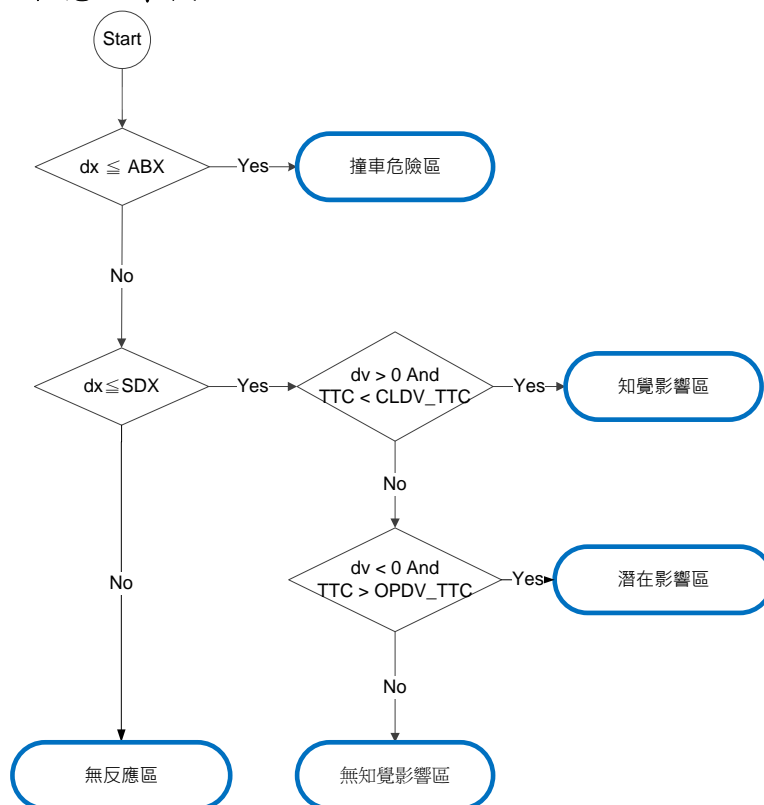 Start
dx ≦ ABX
Yes
撞車危險區
No
dx≦SDX
Yes
dv > 0 And
TTC < CLDV_TTC
Yes
知覺影響區
No
dv < 0 And
TTC > OPDV_TTC
Yes
潛在影響區
No
No
無反應區
無知覺影響區